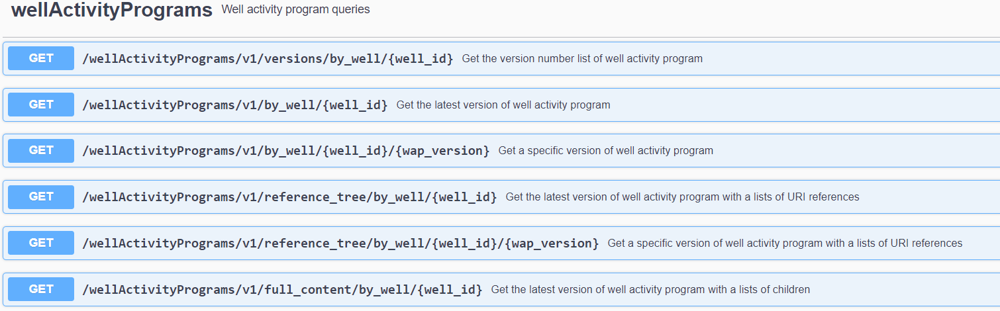 wellActivityPrograms Well activity program queries
GET /wellActivityPrograms/v1/versions/by_well/{well_id} Get the version number list of well activity program
GET /wellActivityPrograms/v1/by_well/{well_id} Get the latest version of well activity program
GET /wellActivityPrograms/v1/by_well/{well_id}/{wap_version} Get a specific version of well activity program
GET /wellActivityPrograms/v1/reference_tree/by_well/{well_id} Get the latest version of well activity program with a lists of URI references
GET /wellActivityPrograms/v1/reference_tree/by_well/{well_id}/{wap_version} Get a specific version of well activity program with a lists of URI references
GET /wellActivityPrograms/v1/full_content/by_well/{well_id} Get the latest version of well activity program with a lists of children